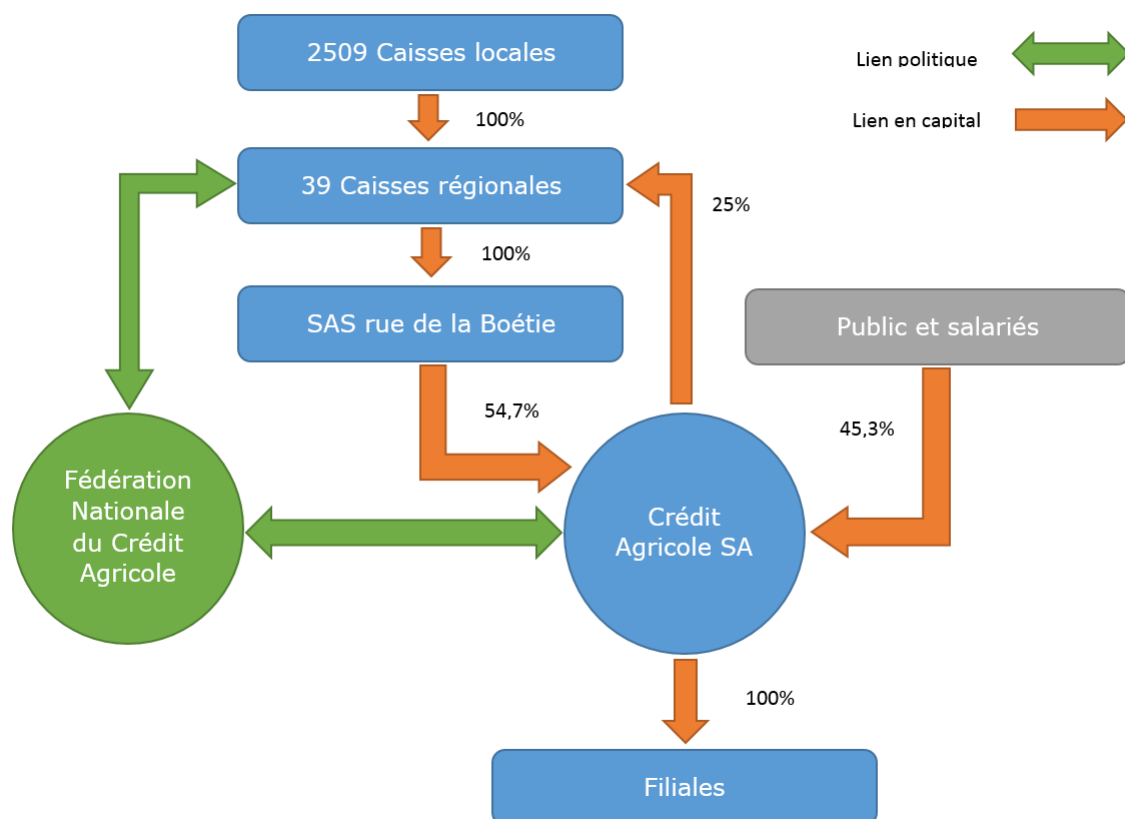 2509 Caisses locales
Lien politique
100%
Lien en capital
39 Caisses régionales
25%
100%
SAS rue de la Boétie
Public et salariés
54,7%
45,3%
Fédération
Nationale
du Crédit
Agricole
Crédit
Agricole SA
100%
Filiales